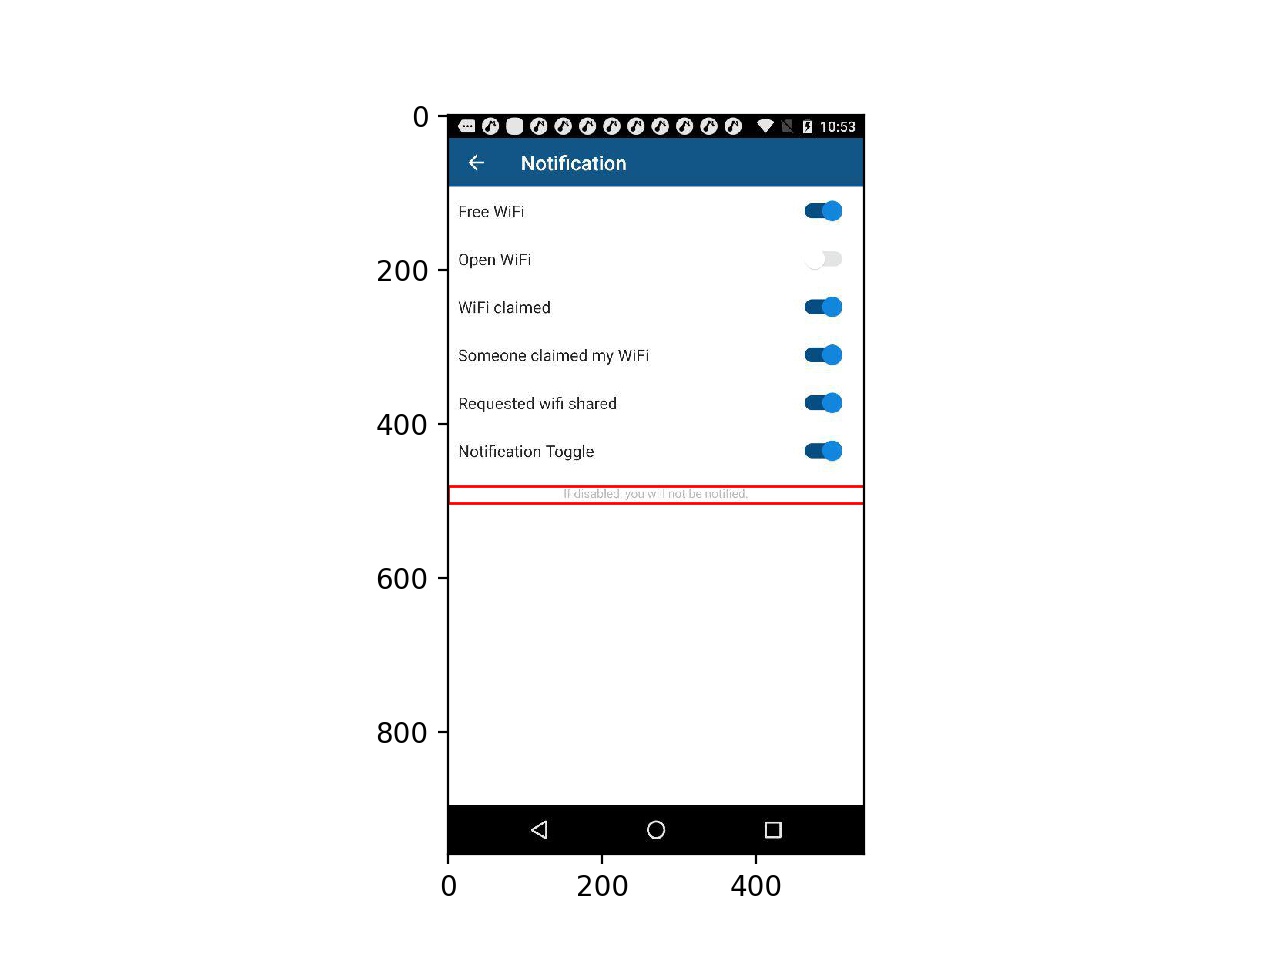 0
200
400
600
800
10:53
Notification
Free WiFi
Open WiFi
WiFi claimed
Someone claimed my WiFi
Requested wifi shared
Notification Toggle
If disabled, you will not be notified.
0
200
400